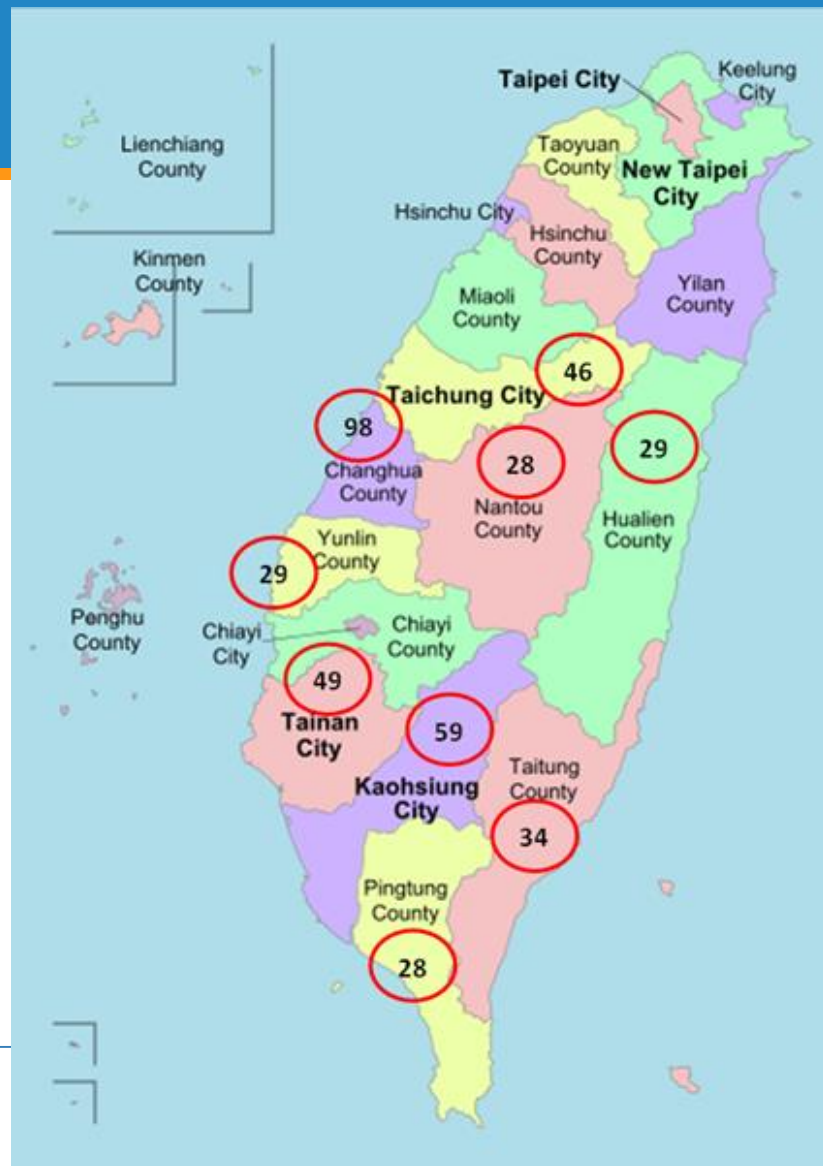 Taipei City
Keelung
City
Lienchiang
County
Taoyuan
County
New Taipei
City
Hsinchu City
Hsinchu
County
Kinmen
County
Yilan
County
Miaoli
County
46
Taichung City
98
28
29
Changhua
County
Nantou
County
Hualien
County
Yunlin
County
29
Penghu
County
Chiayi
City
Chiayi
County
49
Tainan
City
59
Taitung
County
Kaohsiung
City
34
Pingtung
County
28